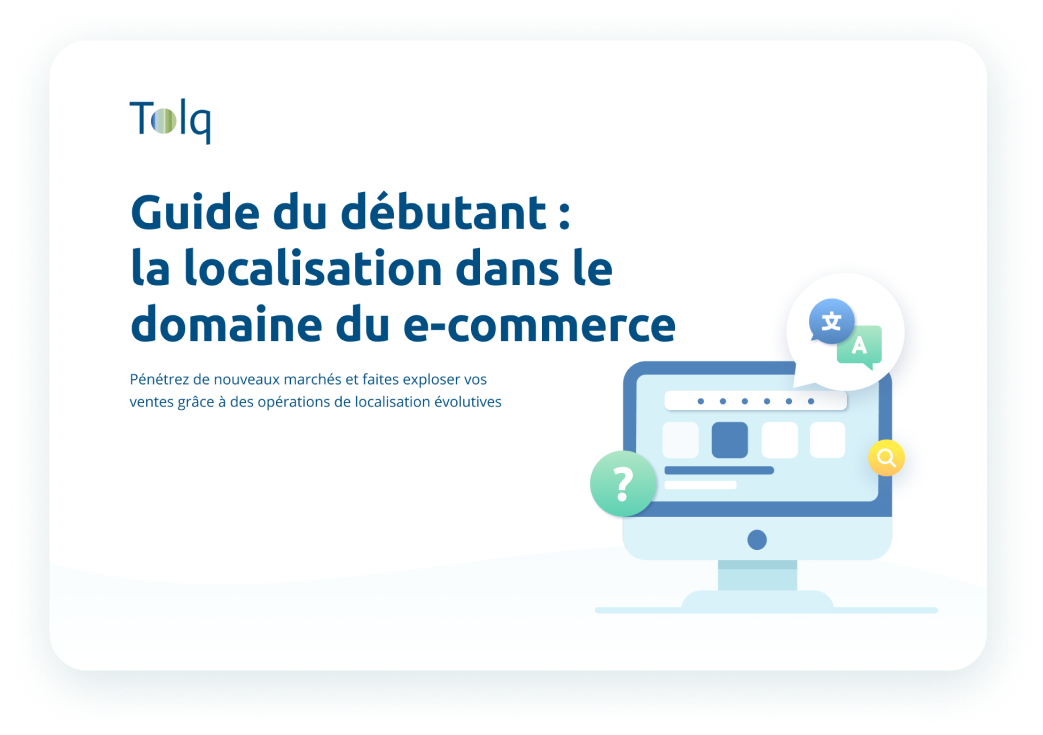 Tolq
Guide du débutant :
la localisation dans le
domaine du e-commerce
Pénétrez de nouveaux marchés et faites exploser vos
ventes grâce à des opérations de localisation évolutives
文
A
?